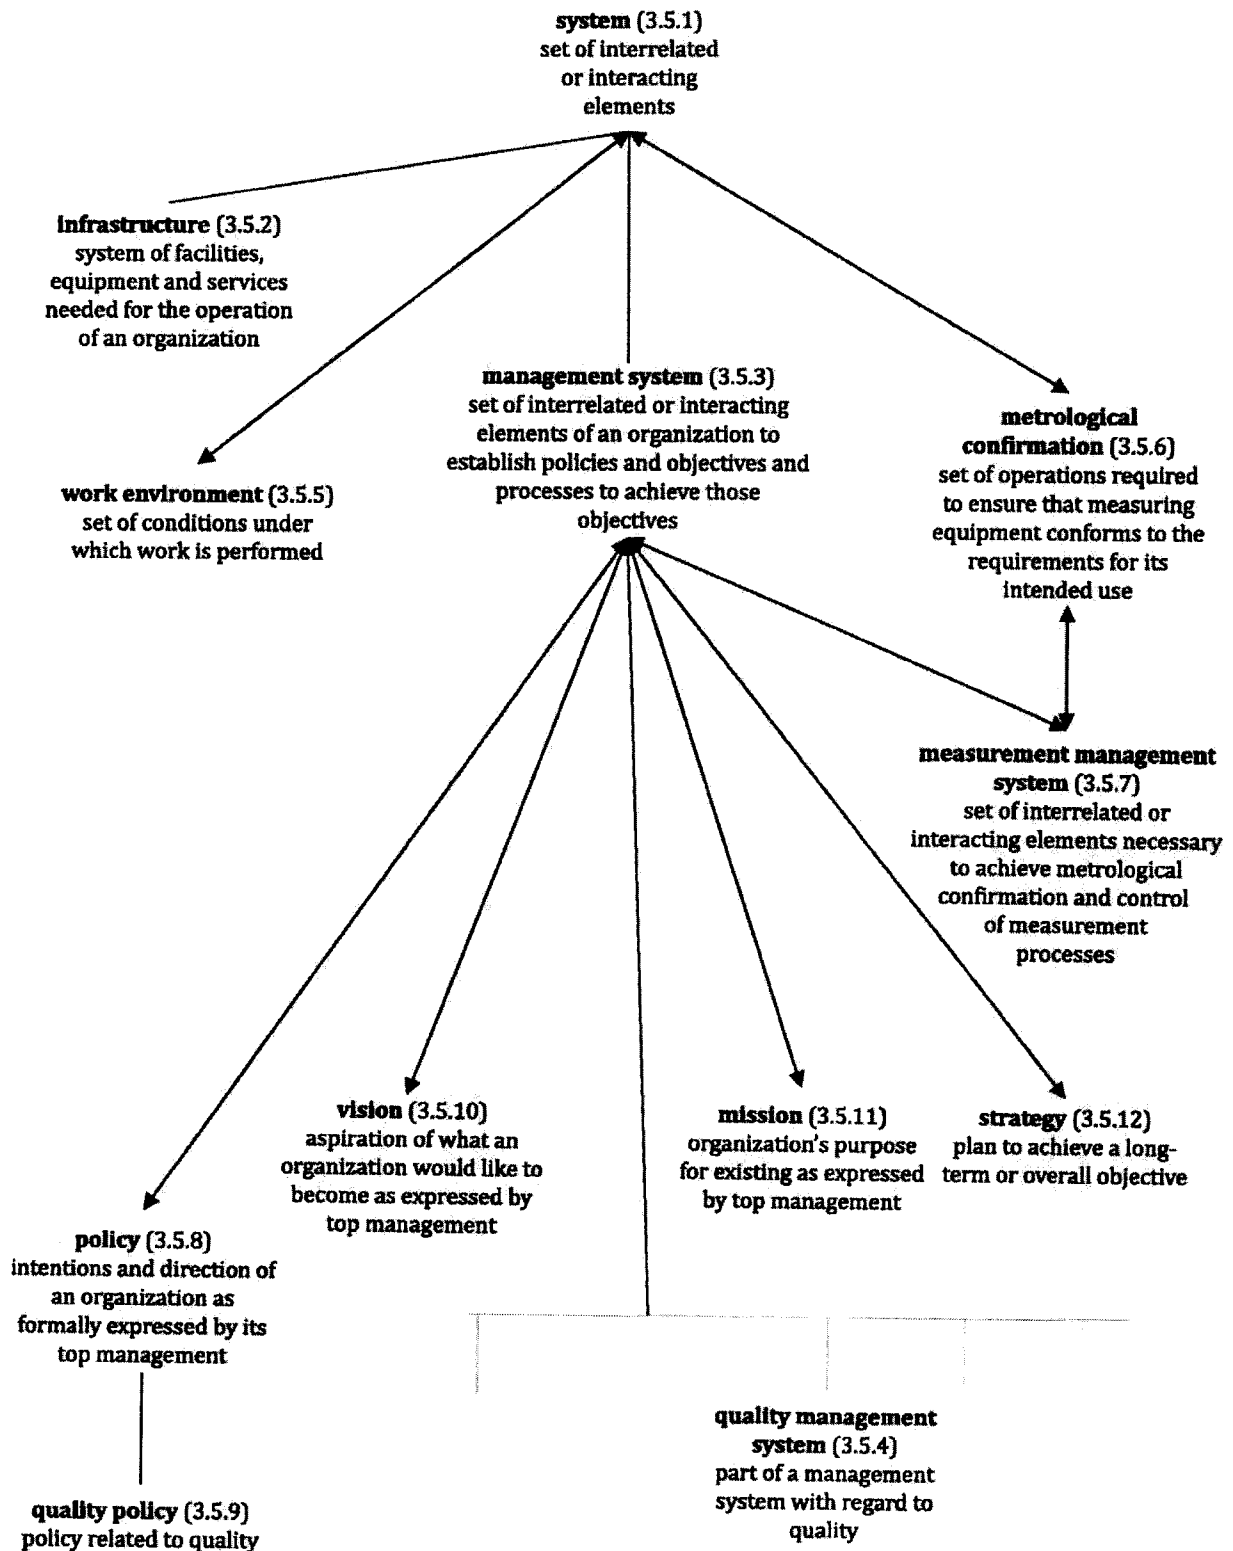 system (3.5.1)
set of interrelated
or interacting
elements
infrastructure (3.5.2)
system of facilities,
equipment and services
needed for the operation
of an organization
management system (3.5.3)
set of interrelated or interacting
elements of an organization to
establish policies and objectives and
processes to achieve those
objectives
metrological
confirmation (3.5.6)
set of operations required
to ensure that measuring
equipment conforms to the
requirements for its
intended use
work environment (3.5.5)
set of conditions under
which work is performed
measurement management
system (3.5.7)
set of interrelated or
interacting elements necessary
to achieve metrological
confirmation and control
of measurement
processes
vision (3.5.10)
aspiration of what an
organization would like to
become as expressed by
top management
mission (3.5.11)
organization's purpose
for existing as expressed
by top management
strategy (3.5.12)
plan to achieve a long-
term or overall objective
policy (3.5.8)
intentions and direction of
an organization as
formally expressed by its
top management
quality management
system (3.5.4)
part of a management
system with regard to
quality
quality policy (3.5.9)
policy related to quality